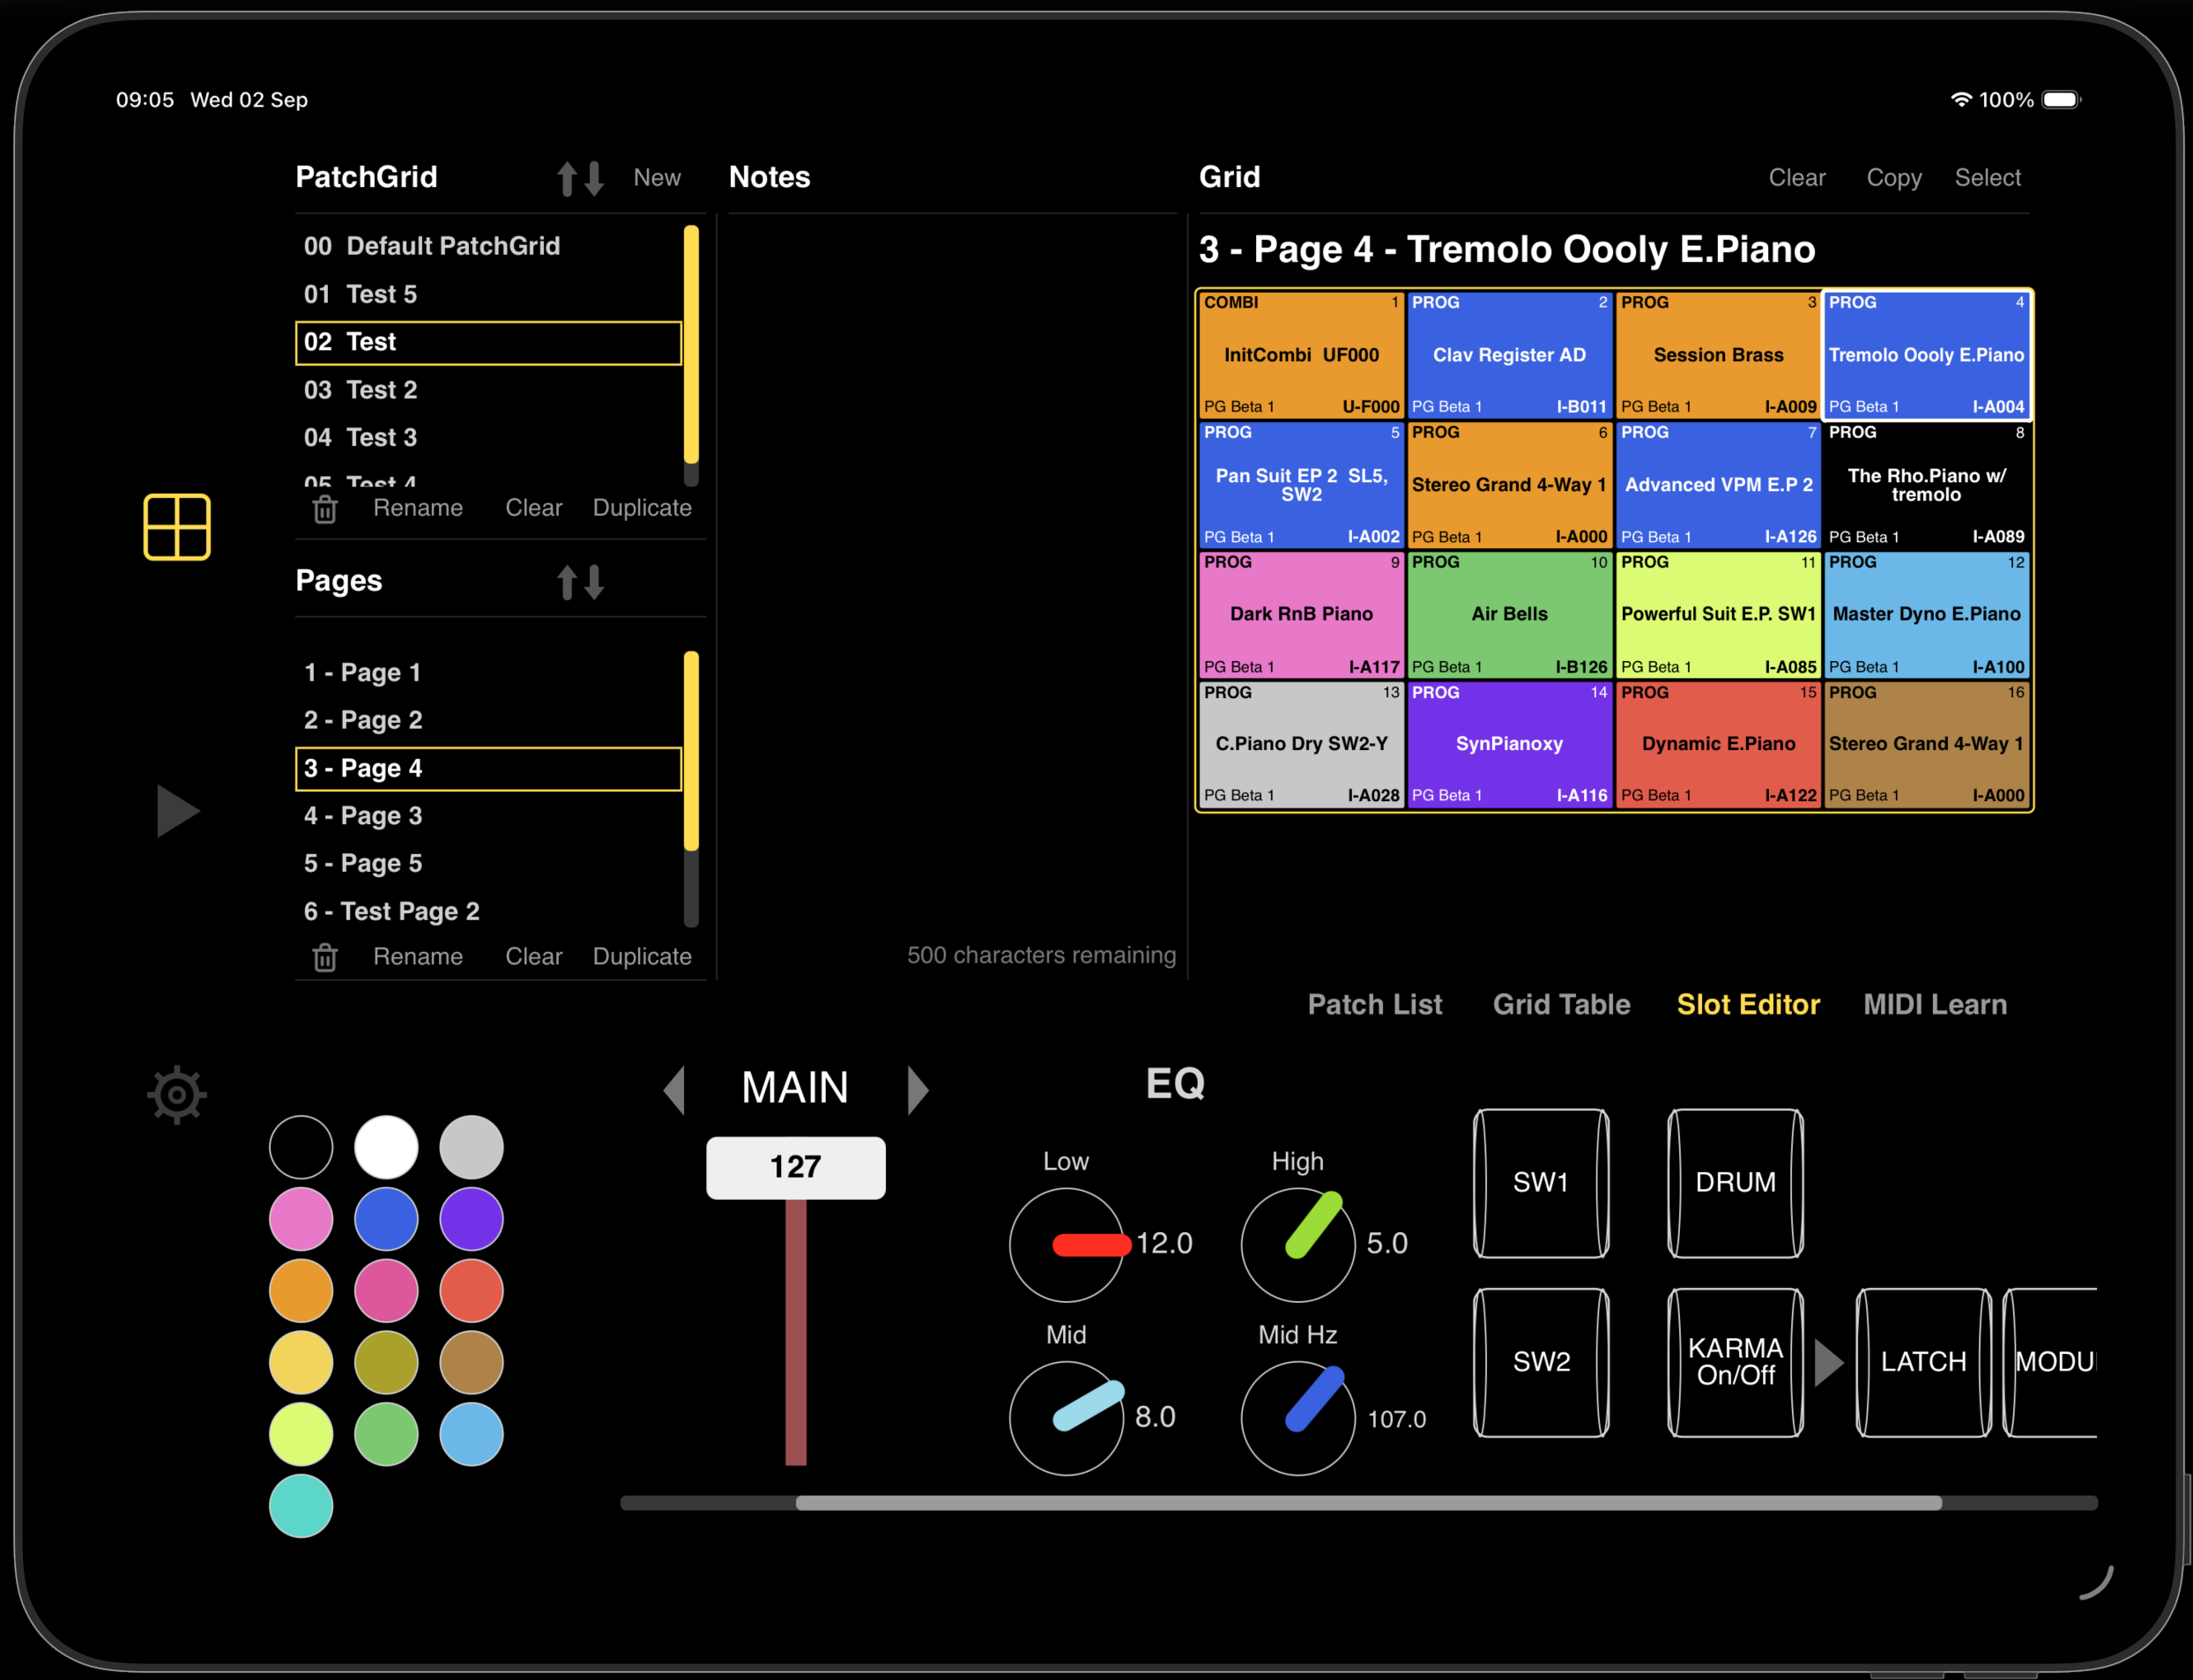 09:05 Wed 02 Sep
100%
PatchGrid
New
00 Default PatchGrid
01 Test 5
02 Test
03 Test 2
04 Test 3
05 Test 4
Rename Clear Duplicate
Pages
1 - Page 1
2 - Page 2
3 - Page 4
4 - Page 3
5 - Page 5
6 - Test Page 2
Rename Clear Duplicate
Notes
500 characters remaining
Grid
Clear Copy Select
3 - Page 4 - Tremolo Oooly E.Piano
COMBI 1
InitCombi UF000
PG Beta 1 U-F000
PROG 2
Clav Register AD
PG Beta 1 I-B011
PROG 3
Session Brass
PG Beta 1 I-A009
PROG 4
Tremolo Oooly E.Piano
PG Beta 1 I-A004
PROG 5
Pan Suit EP 2 SL5,
SW2
PG Beta 1 I-A002
PROG 6
Stereo Grand 4-Way 1
PG Beta 1 I-A000
PROG 7
Advanced VPM E.P 2
PG Beta 1 I-A126
PROG 8
The Rho.Piano w/
tremolo
PG Beta 1 I-A089
PROG 9
Dark RnB Piano
PG Beta 1 I-A117
PROG 10
Air Bells
PG Beta 1 I-B126
PROG 11
Powerful Suit E.P. SW1
PG Beta 1 I-A085
PROG 12
Master Dyno E.Piano
PG Beta 1 I-A100
PROG 13
C.Piano Dry SW2-Y
PG Beta 1 I-A028
PROG 14
SynPianoxy
PG Beta 1 I-A116
PROG 15
Dynamic E.Piano
PG Beta 1 I-A122
PROG 16
Stereo Grand 4-Way 1
PG Beta 1 I-A000
Patch List Grid Table Slot Editor MIDI Learn
MAIN
127
EQ
Low
12.0
High
5.0
Mid
8.0
Mid Hz
107.0
SW1
DRUM
SW2
KARMA
On/Off
LATCH
MODU